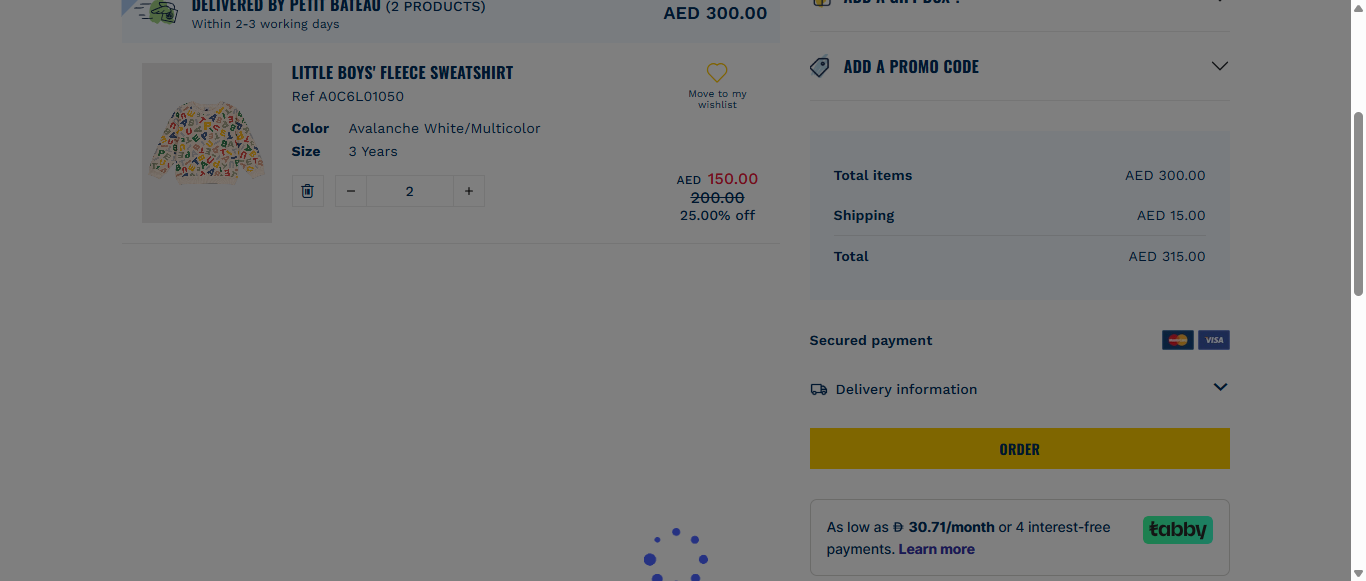 DELIVERED BY PETIT BATEAU (2 PRODUCTS)
Within 2-3 working days
AED 300.00
LITTLE BOYS' FLEECE SWEATSHIRT
Ref A0C6L01050
Color Avalanche White/Multicolor
Size 3 Years
− 2 +
Move to my
wishlist
AED 150.00
200.00
25.00% off
ADD A GIFT BOX ?
ADD A PROMO CODE
Total items AED 300.00
Shipping AED 15.00
Total AED 315.00
Secured payment
VISA
Delivery information
ORDER
As low as 30.71/month or 4 interest-free
payments. Learn more
tabby